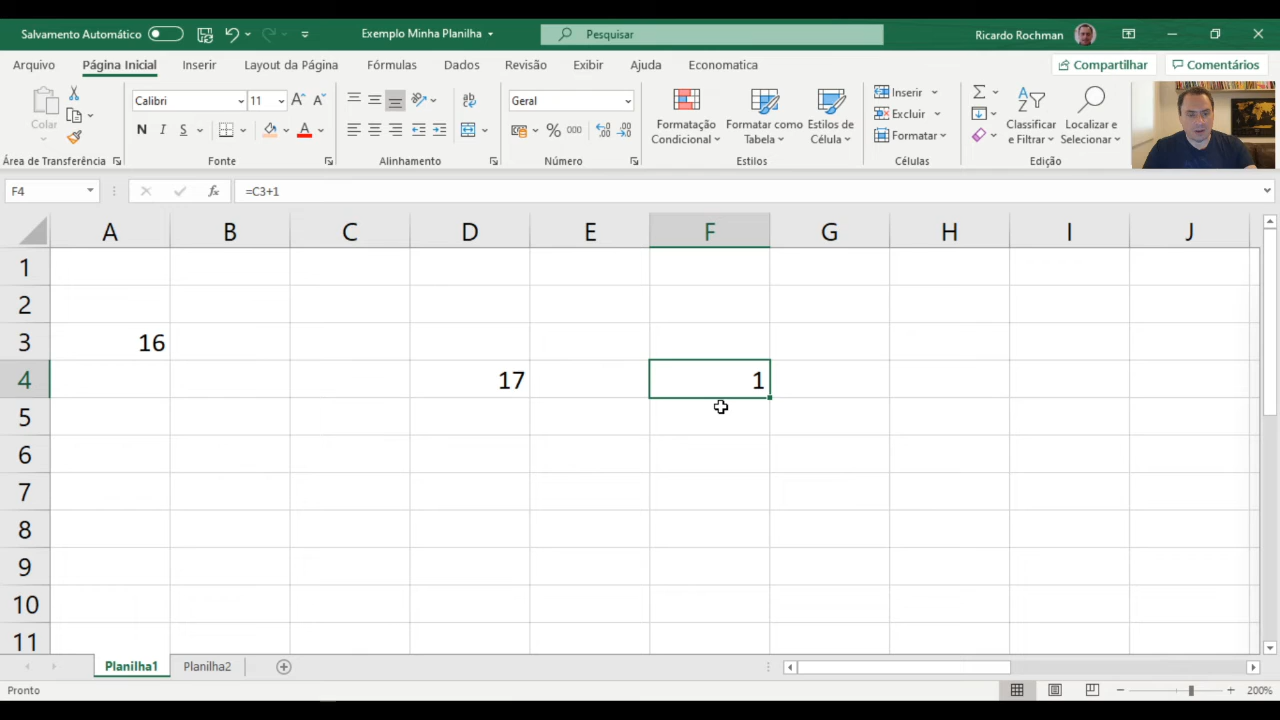 Salvamento Automático
Exemplo Minha Planilha
Pesquisar
Ricardo Rochman
Arquivo Página Inicial Inserir Layout da Página Fórmulas Dados Revisão Exibir Ajuda Economatica Compartilhar Comentários
Colar
Área de Transferência
Calibri 11
N I S
Fonte
Alinhamento
Geral
% 000
Número
Formatação Condicional
Formatar como Tabela
Estilos de Célula
Estilos
Inserir
Excluir
Formatar
Células
Classificar e Filtrar
Localizar e Selecionar
Edição
F4 fx =C3+1
A B C D E F G H I J
1
2
3 16
4 17 1
5
6
7
8
9
10
11
Planilha1 Planilha2
Pronto 200%